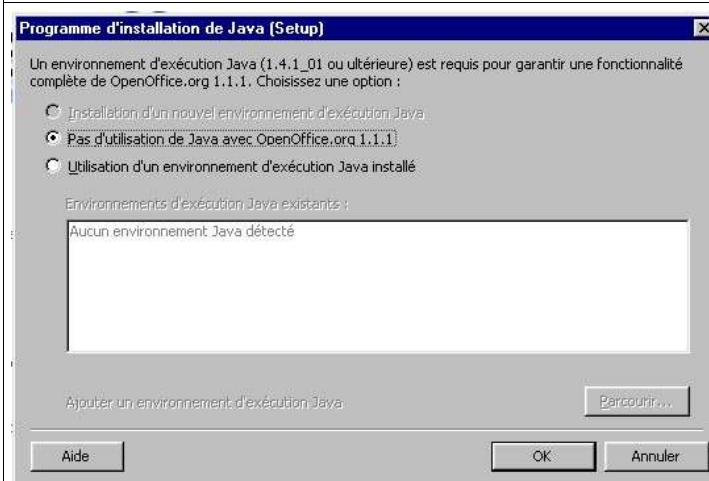 Programme d'installation de Java (Setup)
Un environnement d'exécution Java (1.4.1_01 ou ultérieure) est requis pour garantir une fonctionnalité
complète de OpenOffice.org 1.1.1. Choisissez une option :
Installation d'un nouvel environnement d'exécution Java
Pas d'utilisation de Java avec OpenOffice.org 1.1.1
Utilisation d'un environnement d'exécution Java installé
Environnements d'exécution Java existants :
Aucun environnement Java détecté
Ajouter un environnement d'exécution Java
Parcourir...
Aide
OK
Annuler